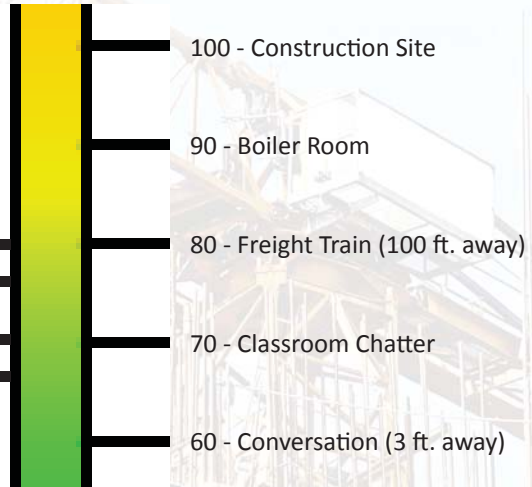 100 - Construction Site
90 - Boiler Room
80 - Freight Train (100 ft. away)
70 - Classroom Chatter
60 - Conversation (3 ft. away)